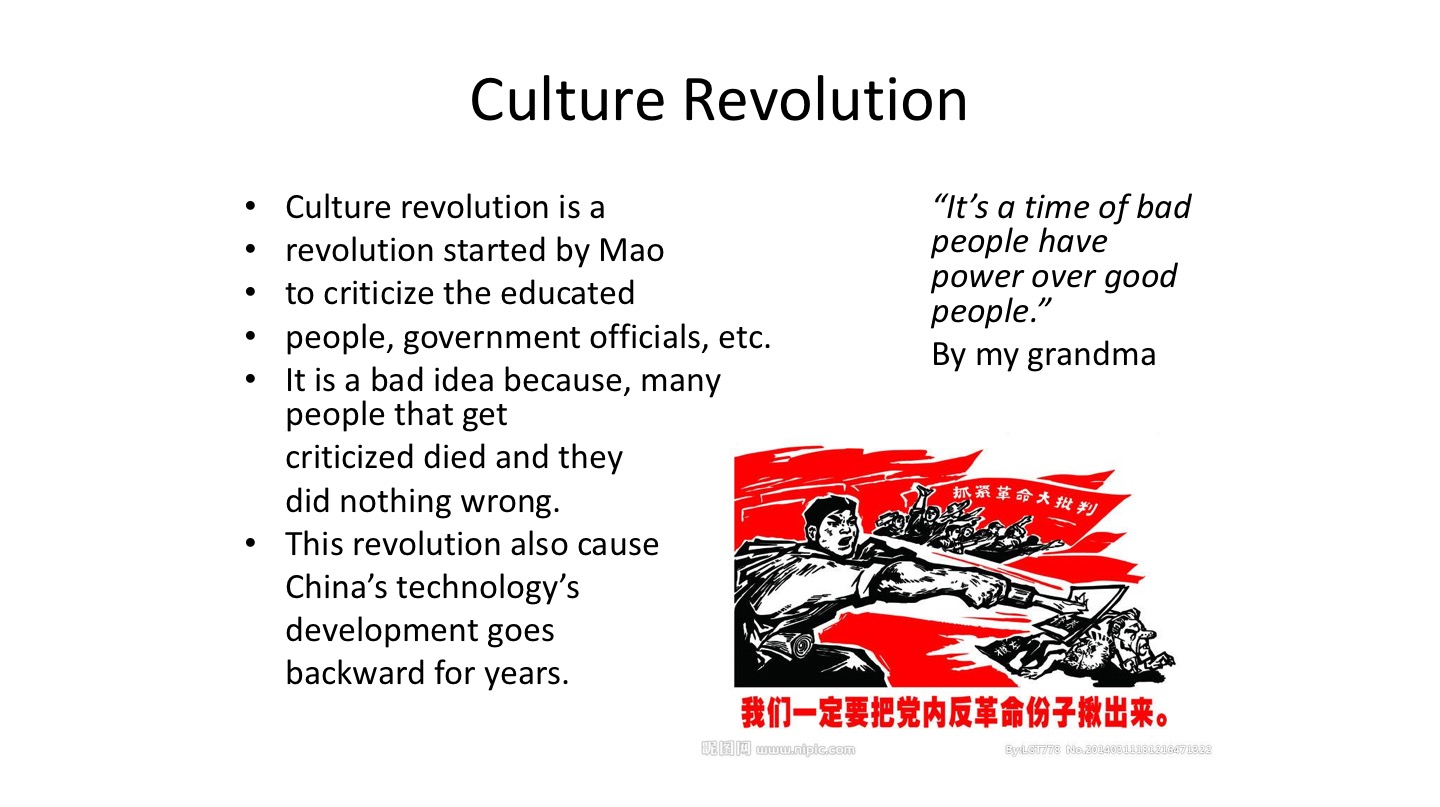 Culture Revolution
• Culture revolution is a
• revolution started by Mao
• to criticize the educated
• people, government officials, etc.
• It is a bad idea because, many
people that get
criticized died and they
did nothing wrong.
• This revolution also cause
China’s technology’s
development goes
backward for years.
“It’s a time of bad
people have
power over good
people.”
By my grandma
抓紧革命大批判
我们一定要把党内反革命份子揪出来。
昵图网 www.nipic.com
By:LST778 No.20140311181216471322